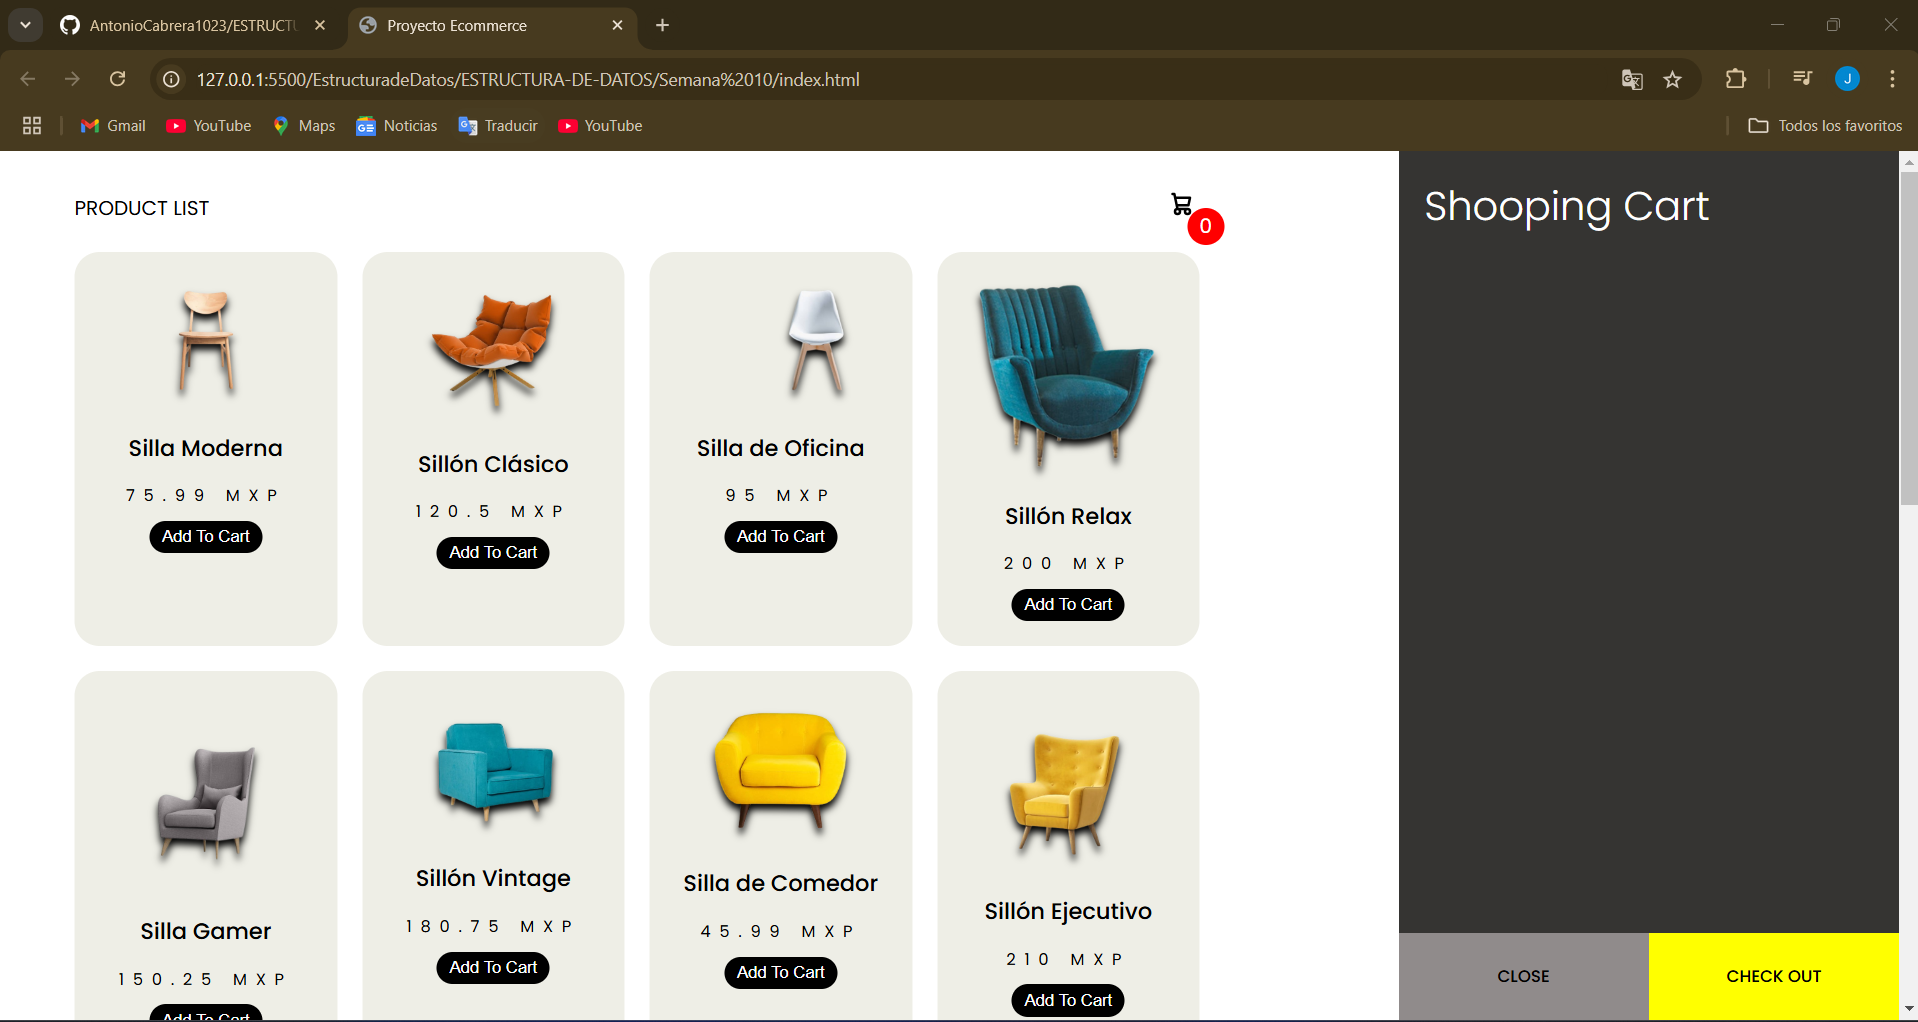 AntonioCabrera1023/ESTRUCTU
Proyecto Ecommerce
127.0.0.1:5500/EstructuradeDatos/ESTRUCTURA-DE-DATOS/Semana%2010/index.html
J
Gmail
YouTube
Maps
Noticias
Traducir
YouTube
Todos los favoritos
PRODUCT LIST
0
Silla Moderna
75.99 MXP
Add To Cart
Sillón Clásico
120.5 MXP
Add To Cart
Silla de Oficina
95 MXP
Add To Cart
Sillón Relax
200 MXP
Add To Cart
Silla Gamer
150.25 MXP
Add To Cart
Sillón Vintage
180.75 MXP
Add To Cart
Silla de Comedor
45.99 MXP
Add To Cart
Sillón Ejecutivo
210 MXP
Add To Cart
Shooping Cart
CLOSE
CHECK OUT